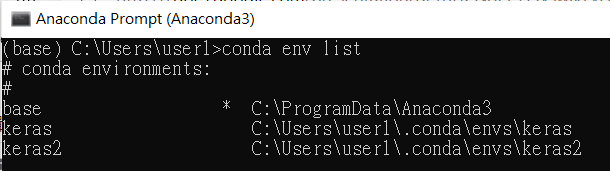 Anaconda Prompt (Anaconda3)
(base) C:\Users\user1>conda env list
# conda environments:
#
base                  *  C:\ProgramData\Anaconda3
keras                    C:\Users\user1\.conda\envs\keras
keras2                   C:\Users\user1\.conda\envs\keras2